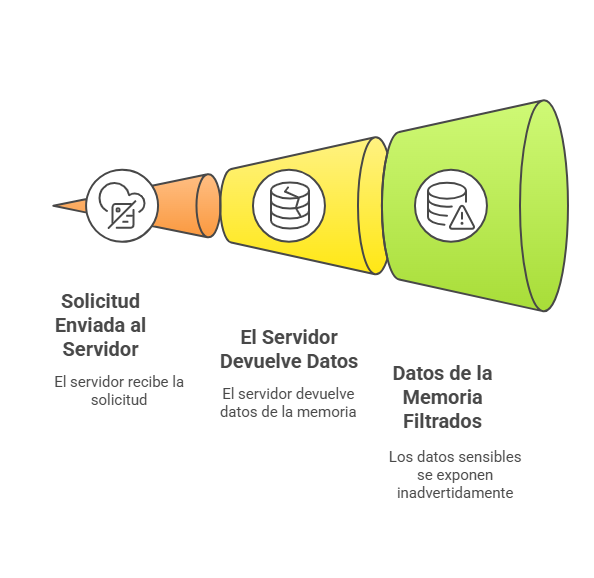 Solicitud
Enviada al
Servidor
El servidor recibe la
solicitud
El Servidor
Devuelve Datos
El servidor devuelve
datos de la memoria
Datos de la
Memoria
Filtrados
Los datos sensibles
se exponen
inadvertidamente